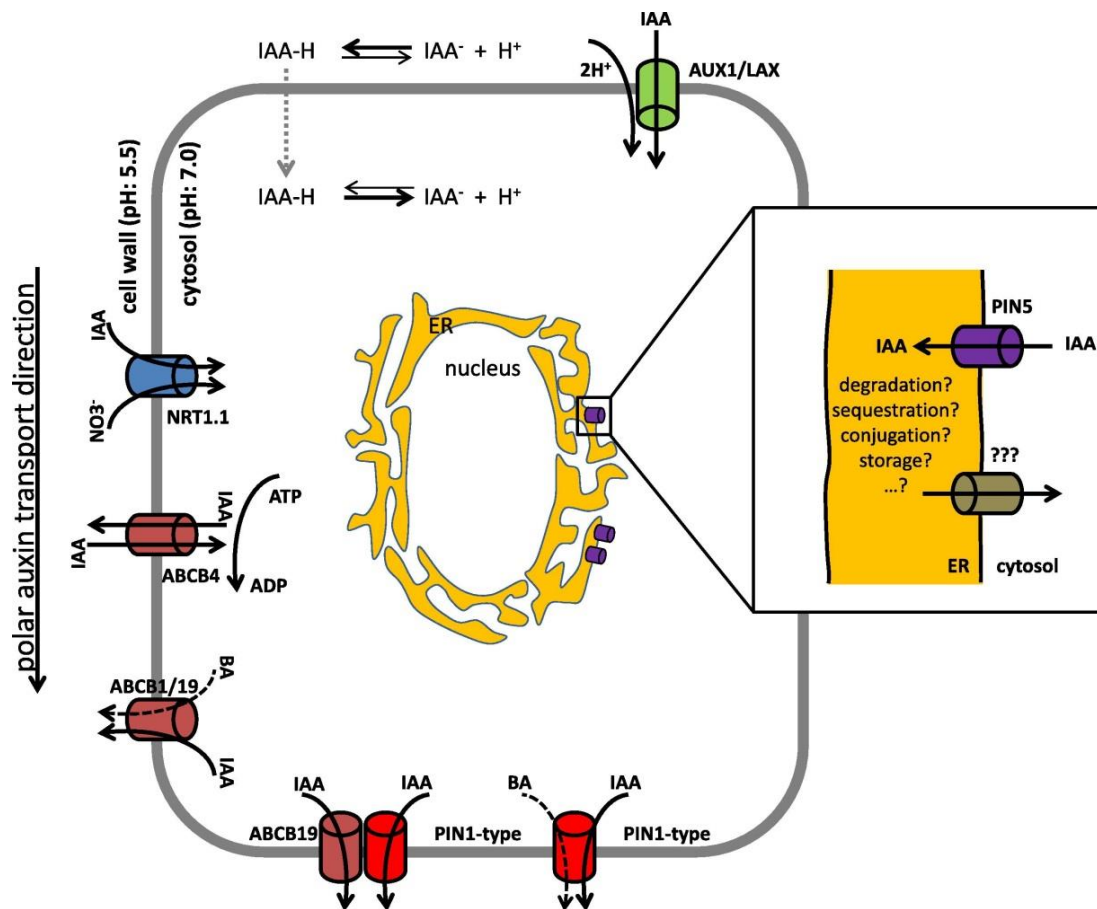 IAA
IAA-H
IAA⁻ + H⁺
2H⁺
AUX1/LAX
cell wall (pH: 5.5)
cytosol (pH: 7.0)
IAA-H
IAA⁻ + H⁺
polar auxin transport direction
IAA
NO3⁻
NRT1.1
ER
nucleus
PIN5
IAA
IAA
degradation?
sequestration?
conjugation?
storage?
...?
???
ER
cytosol
IAA
IAA
ATP
ADP
ABCB4
ABCB1/19
BA
IAA
IAA
IAA
ABCB19
PIN1-type
BA
IAA
PIN1-type